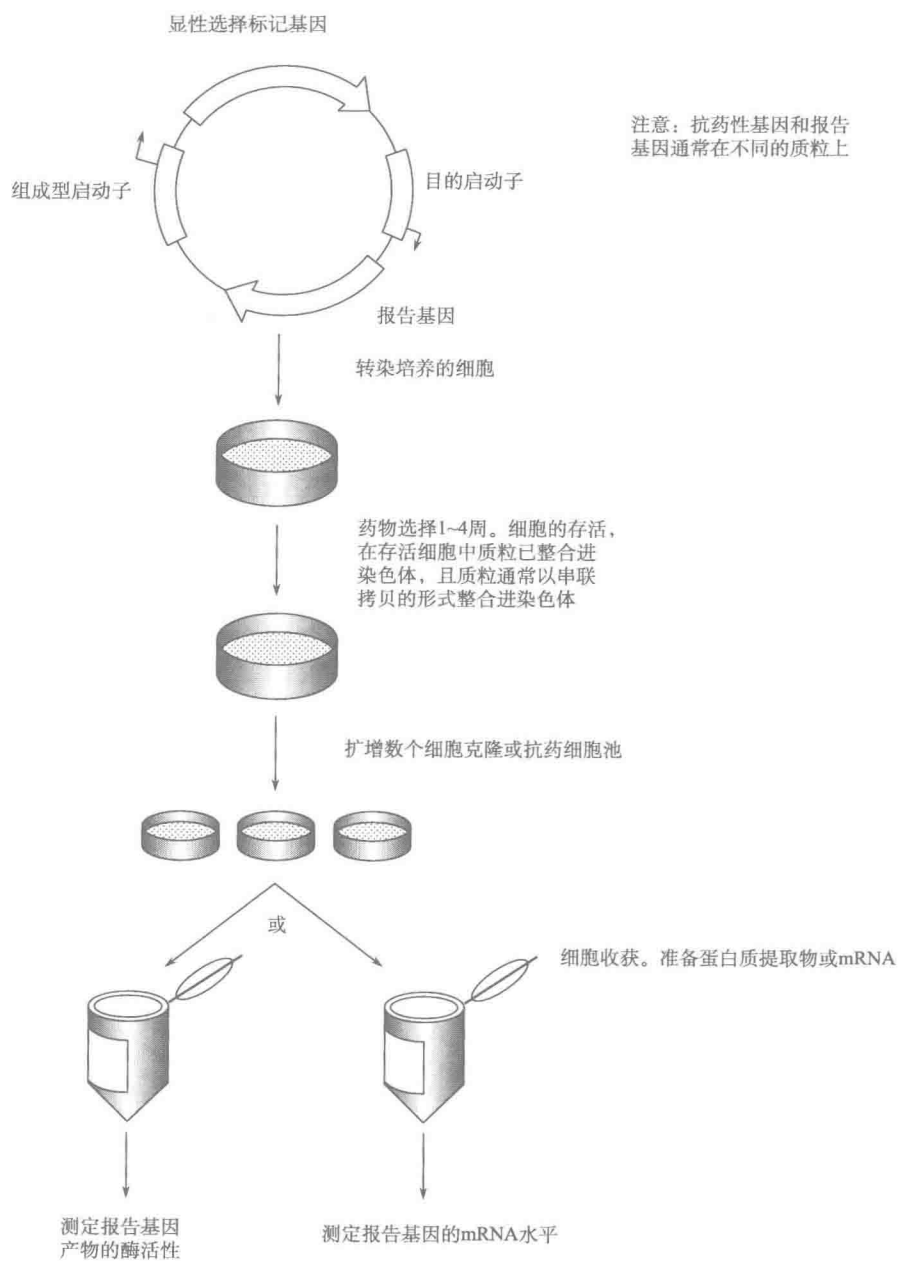 显性选择标记基因
注意：抗药性基因和报告
基因通常在不同的质粒上
组成型启动子
目的启动子
报告基因
转染培养的细胞
药物选择1~4周。细胞的存活，
在存活细胞中质粒已整合进
染色体，且质粒通常以串联
拷贝的形式整合进染色体
扩增数个细胞克隆或抗药细胞池
或
细胞收获。准备蛋白质提取物或mRNA
测定报告基因
产物的酶活性
测定报告基因的mRNA水平